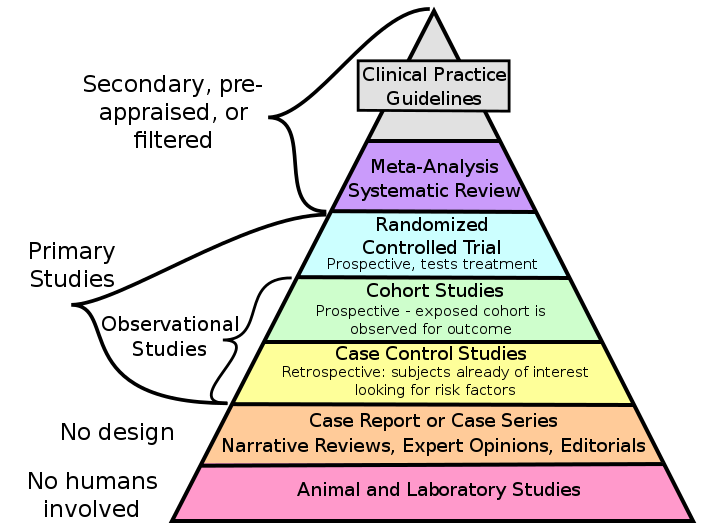 Clinical Practice
Guidelines
Secondary, pre-
appraised, or
filtered
Meta-Analysis
Systematic Review
Randomized
Controlled Trial
Prospective, tests treatment
Primary
Studies
Cohort Studies
Prospective - exposed cohort is
observed for outcome
Observational
Studies
Case Control Studies
Retrospective: subjects already of interest
looking for risk factors
No design
Case Report or Case Series
Narrative Reviews, Expert Opinions, Editorials
No humans
involved
Animal and Laboratory Studies